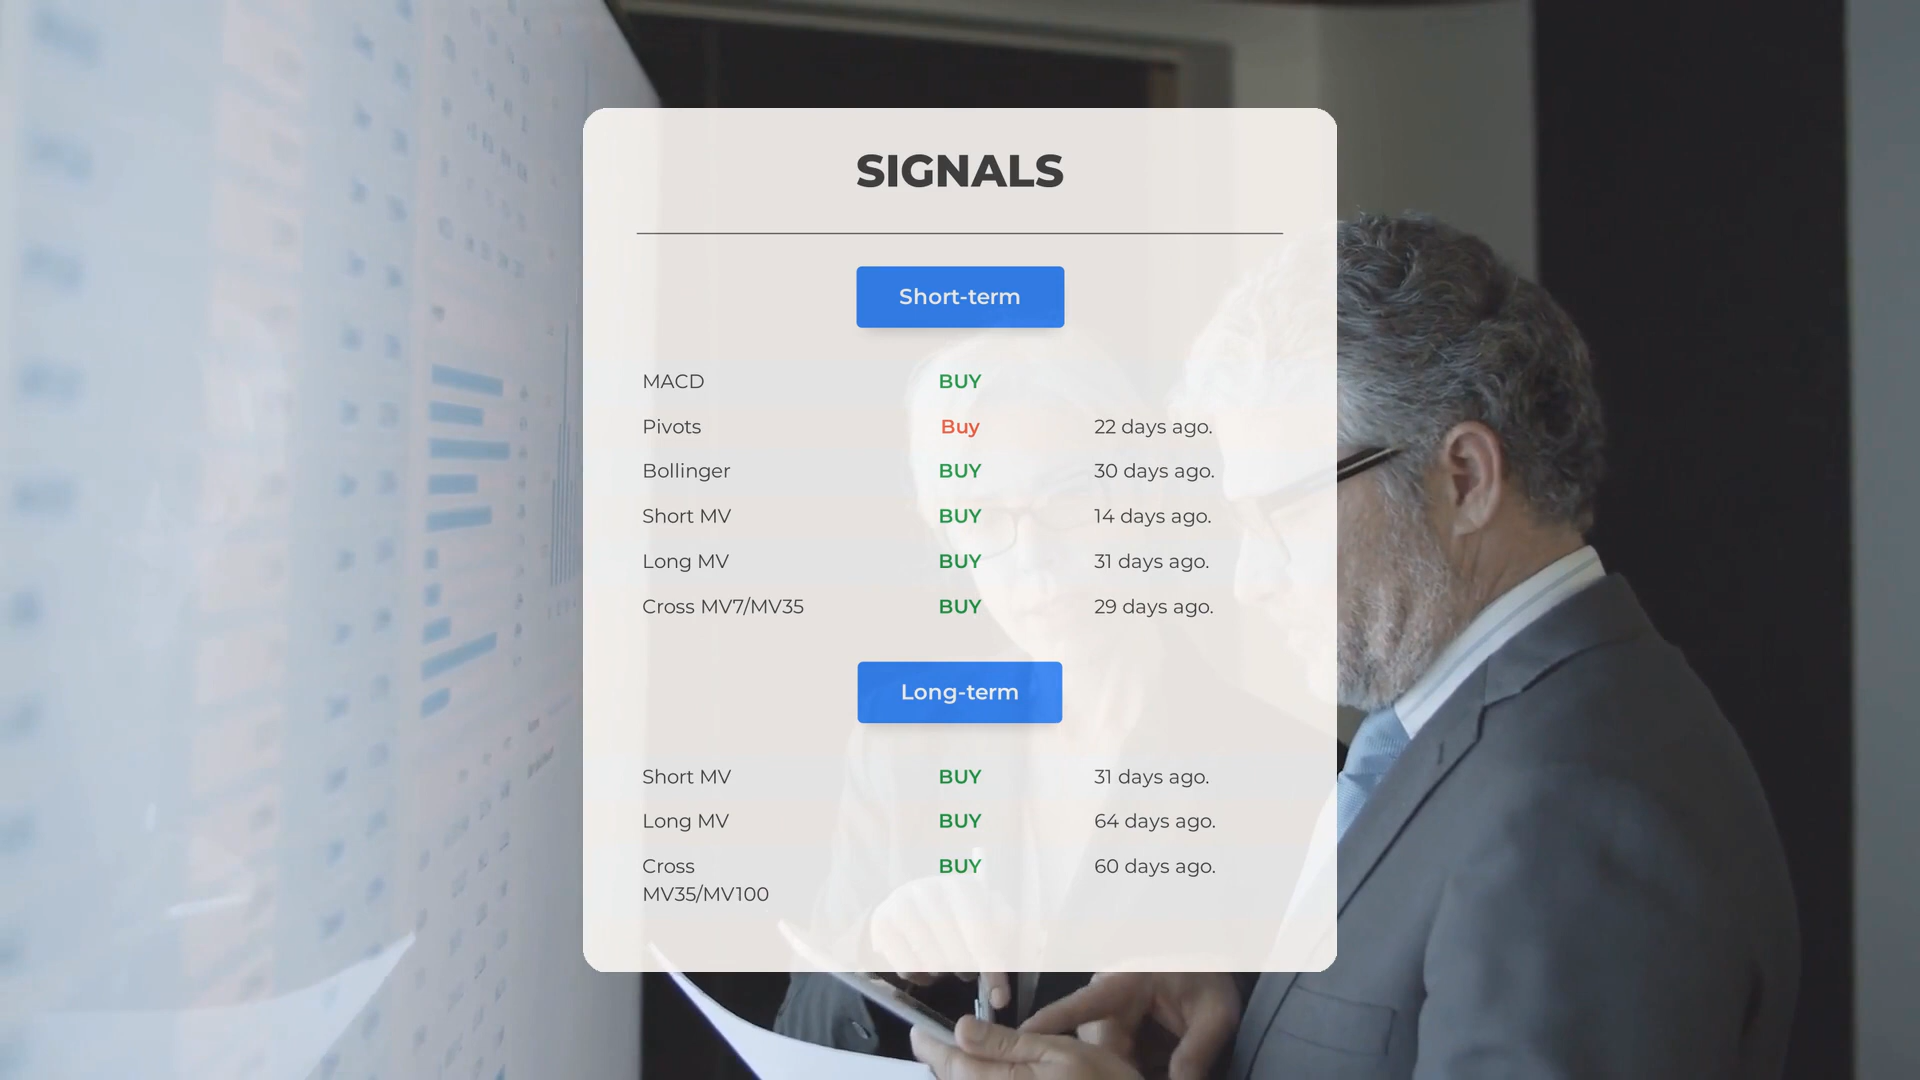 SIGNALS
Short-term
MACD BUY
Pivots Buy 22 days ago.
Bollinger BUY 30 days ago.
Short MV BUY 14 days ago.
Long MV BUY 31 days ago.
Cross MV7/MV35 BUY 29 days ago.
Long-term
Short MV BUY 31 days ago.
Long MV BUY 64 days ago.
Cross BUY 60 days ago.
MV35/MV100